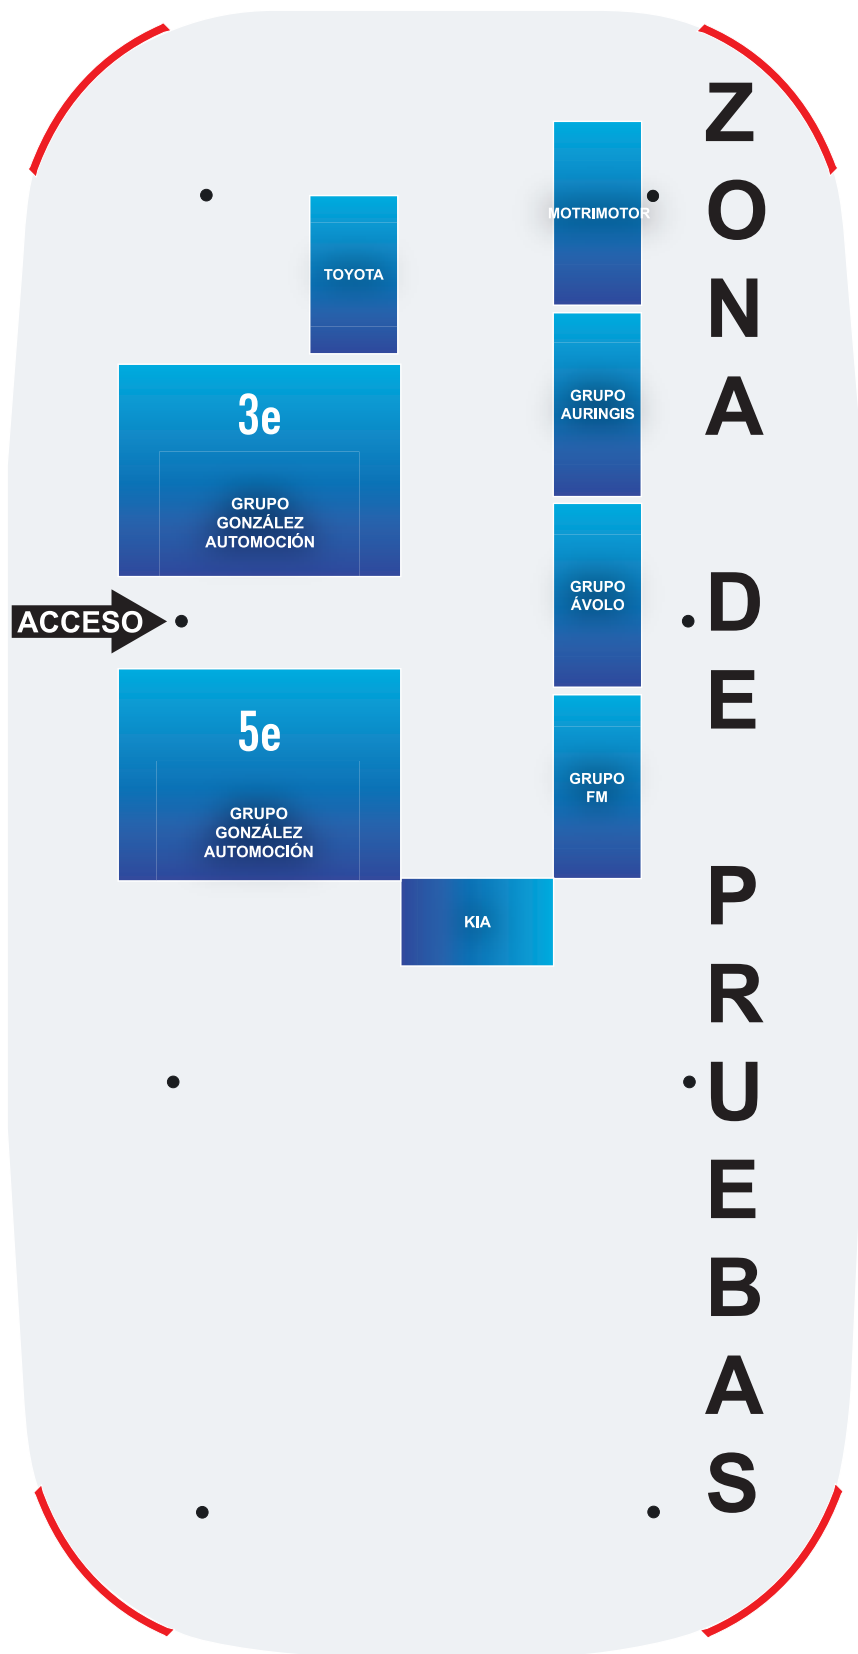 MOTRIMOTOR
TOYOTA
3e
GRUPO
GONZÁLEZ
AUTOMOCIÓN
GRUPO
AURINGIS
GRUPO
ÁVOLO
ACCESO
5e
GRUPO
GONZÁLEZ
AUTOMOCIÓN
GRUPO
FM
KIA
ZONA DE PRUEBAS